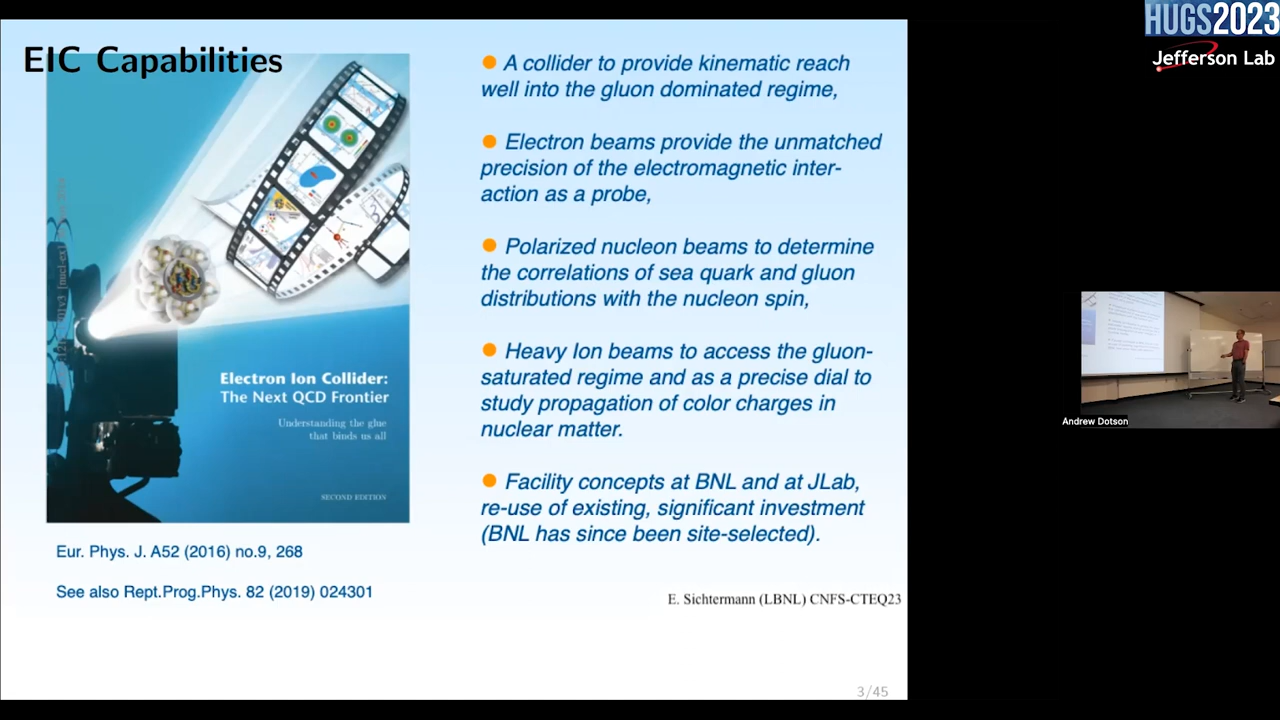 HUGS2023
Jefferson Lab
EIC Capabilities
Electron Ion Collider:
The Next QCD Frontier
Understanding the glue
that binds us all
SECOND EDITION
Eur. Phys. J. A52 (2016) no.9, 268
See also Rept.Prog.Phys. 82 (2019) 024301
A collider to provide kinematic reach
well into the gluon dominated regime,
Electron beams provide the unmatched
precision of the electromagnetic inter-
action as a probe,
Polarized nucleon beams to determine
the correlations of sea quark and gluon
distributions with the nucleon spin,
Heavy Ion beams to access the gluon-
saturated regime and as a precise dial to
study propagation of color charges in
nuclear matter.
Facility concepts at BNL and at JLab,
re-use of existing, significant investment
(BNL has since been site-selected).
E. Sichtermann (LBNL) CNFS-CTEQ23
3/45
Andrew Dotson